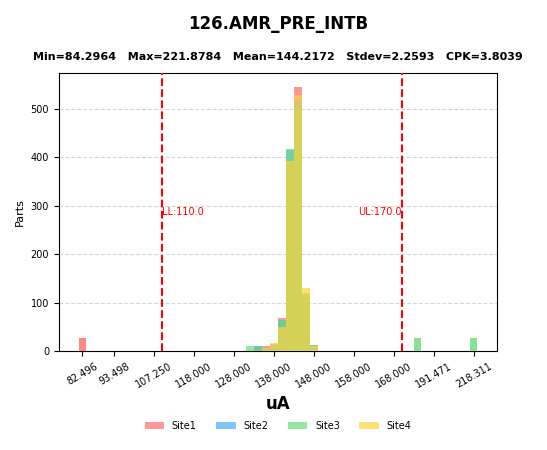 126.AMR_PRE_INTB
Min=84.2964 Max=221.8784 Mean=144.2172 Stdev=2.2593 CPK=3.8039
500
400
300
200
100
0
Parts
LL:110.0
UL:170.0
82.496 93.498 107.250 118.000 128.000 138.000 148.000 158.000 168.000 191.471 218.311
uA
Site1 Site2 Site3 Site4